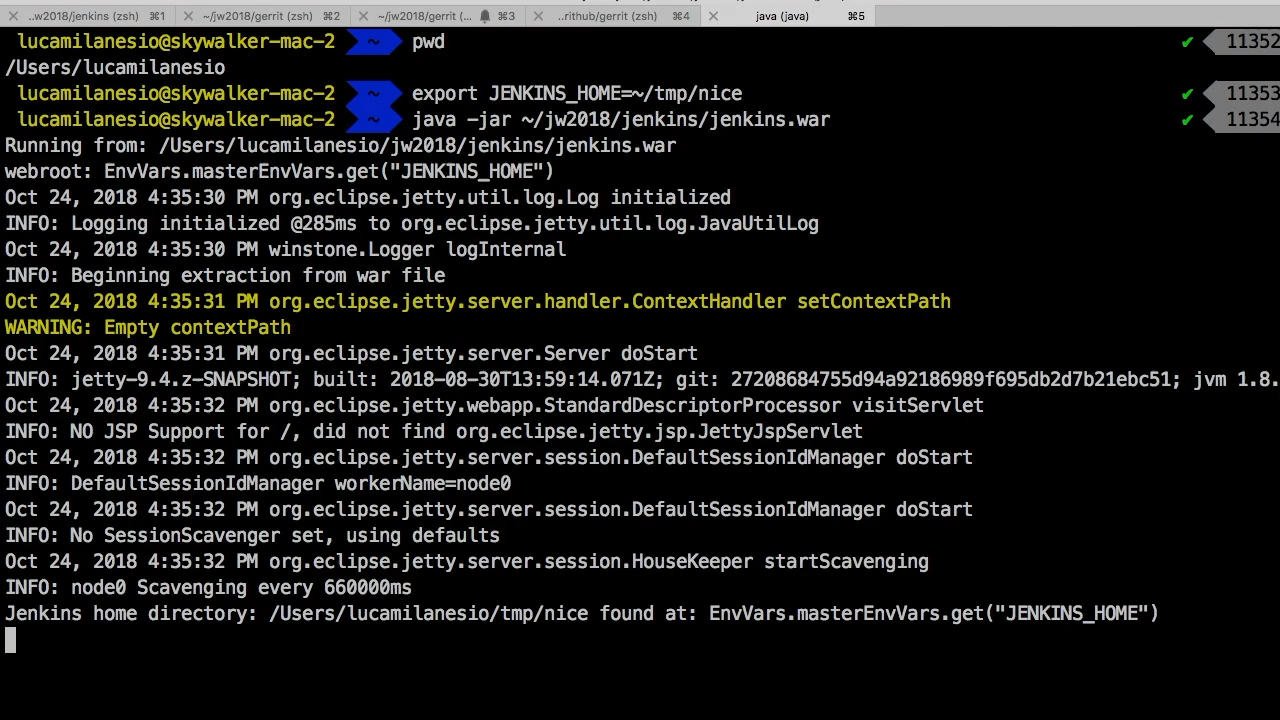 ..w2018/jenkins (zsh) ⌘1 ~/jw2018/gerrit (zsh) ⌘2 ~/jw2018/gerrit (... ⌘3 ..rithub/gerrit (zsh) ⌘4 java (java) ⌘5
lucamilanesio@skywalker-mac-2 ~ pwd ✔ 11352
/Users/lucamilanesio
lucamilanesio@skywalker-mac-2 ~ export JENKINS_HOME=~/tmp/nice ✔ 11353
lucamilanesio@skywalker-mac-2 ~ java -jar ~/jw2018/jenkins/jenkins.war ✔ 11354
Running from: /Users/lucamilanesio/jw2018/jenkins/jenkins.war
webroot: EnvVars.masterEnvVars.get("JENKINS_HOME")
Oct 24, 2018 4:35:30 PM org.eclipse.jetty.util.log.Log initialized
INFO: Logging initialized @285ms to org.eclipse.jetty.util.log.JavaUtilLog
Oct 24, 2018 4:35:30 PM winstone.Logger logInternal
INFO: Beginning extraction from war file
Oct 24, 2018 4:35:31 PM org.eclipse.jetty.server.handler.ContextHandler setContextPath
WARNING: Empty contextPath
Oct 24, 2018 4:35:31 PM org.eclipse.jetty.server.Server doStart
INFO: jetty-9.4.z-SNAPSHOT; built: 2018-08-30T13:59:14.071Z; git: 27208684755d94a92186989f695db2d7b21ebc51; jvm 1.8.
Oct 24, 2018 4:35:32 PM org.eclipse.jetty.webapp.StandardDescriptorProcessor visitServlet
INFO: NO JSP Support for /, did not find org.eclipse.jetty.jsp.JettyJspServlet
Oct 24, 2018 4:35:32 PM org.eclipse.jetty.server.session.DefaultSessionIdManager doStart
INFO: DefaultSessionIdManager workerName=node0
Oct 24, 2018 4:35:32 PM org.eclipse.jetty.server.session.DefaultSessionIdManager doStart
INFO: No SessionScavenger set, using defaults
Oct 24, 2018 4:35:32 PM org.eclipse.jetty.server.session.HouseKeeper startScavenging
INFO: node0 Scavenging every 660000ms
Jenkins home directory: /Users/lucamilanesio/tmp/nice found at: EnvVars.masterEnvVars.get("JENKINS_HOME")